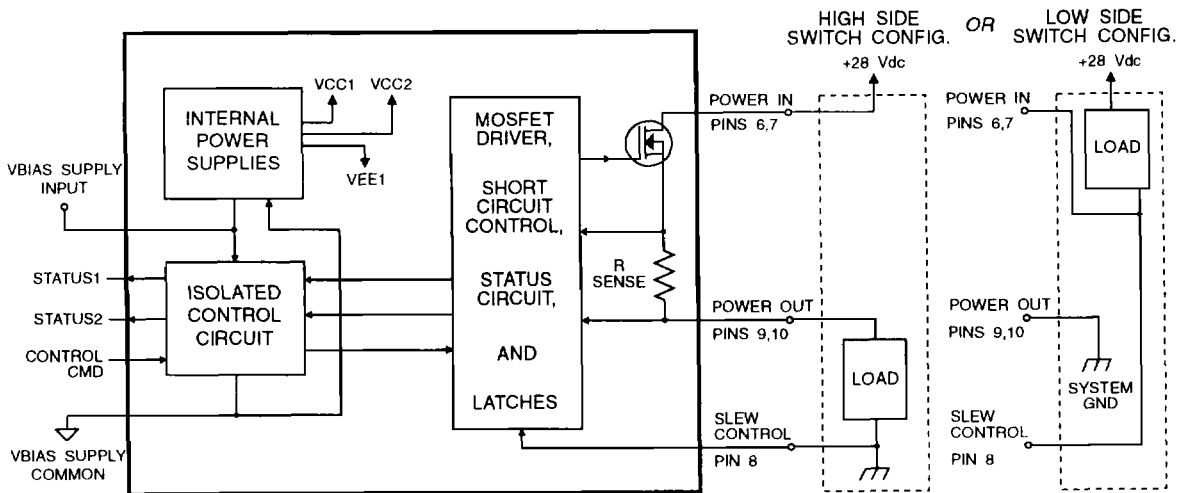 HIGH SIDE
SWITCH CONFIG.
OR
LOW SIDE
SWITCH CONFIG.
+28 Vdc
+28 Vdc
VCC1
VCC2
INTERNAL
POWER
SUPPLIES
VEE1
VBIAS SUPPLY
INPUT
STATUS1
STATUS2
CONTROL
CMD
VBIAS SUPPLY
COMMON
ISOLATED
CONTROL
CIRCUIT
MOSFET
DRIVER,
SHORT
CIRCUIT
CONTROL,
STATUS
CIRCUIT,
AND
LATCHES
R
SENSE
POWER IN
PINS 6,7
POWER OUT
PINS 9,10
LOAD
SLEW
CONTROL
PIN 8
POWER IN
PINS 6,7
LOAD
POWER OUT
PINS 9,10
SYSTEM
GND
SLEW
CONTROL
PIN 8